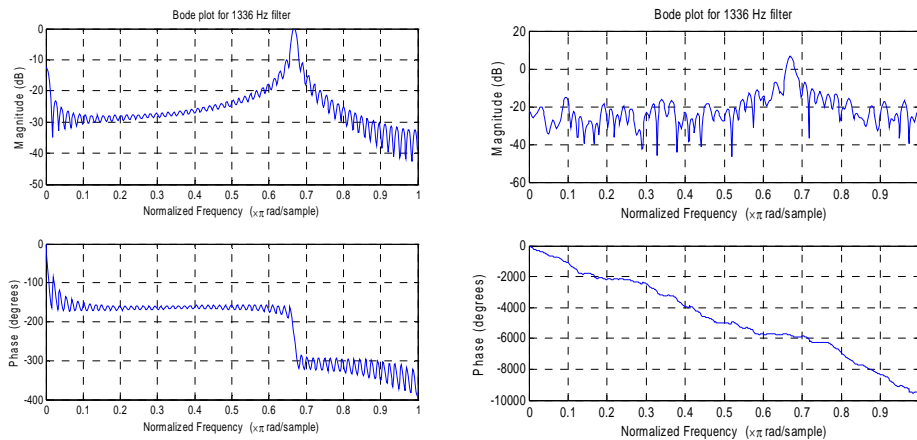 Bode plot for 1336 Hz filter
0
-10
-20
-30
-40
-50
Magnitude (dB)
0 0.1 0.2 0.3 0.4 0.5 0.6 0.7 0.8 0.9 1
Normalized Frequency (×π rad/sample)
0
-100
-200
-300
-400
Phase (degrees)
0 0.1 0.2 0.3 0.4 0.5 0.6 0.7 0.8 0.9 1
Normalized Frequency (×π rad/sample)
Bode plot for 1336 Hz filter
20
0
-20
-40
-60
Magnitude (dB)
0 0.1 0.2 0.3 0.4 0.5 0.6 0.7 0.8 0.9
Normalized Frequency (×π rad/sample)
0
-2000
-4000
-6000
-8000
-10000
Phase (degrees)
0 0.1 0.2 0.3 0.4 0.5 0.6 0.7 0.8 0.9
Normalized Frequency (×π rad/sample)